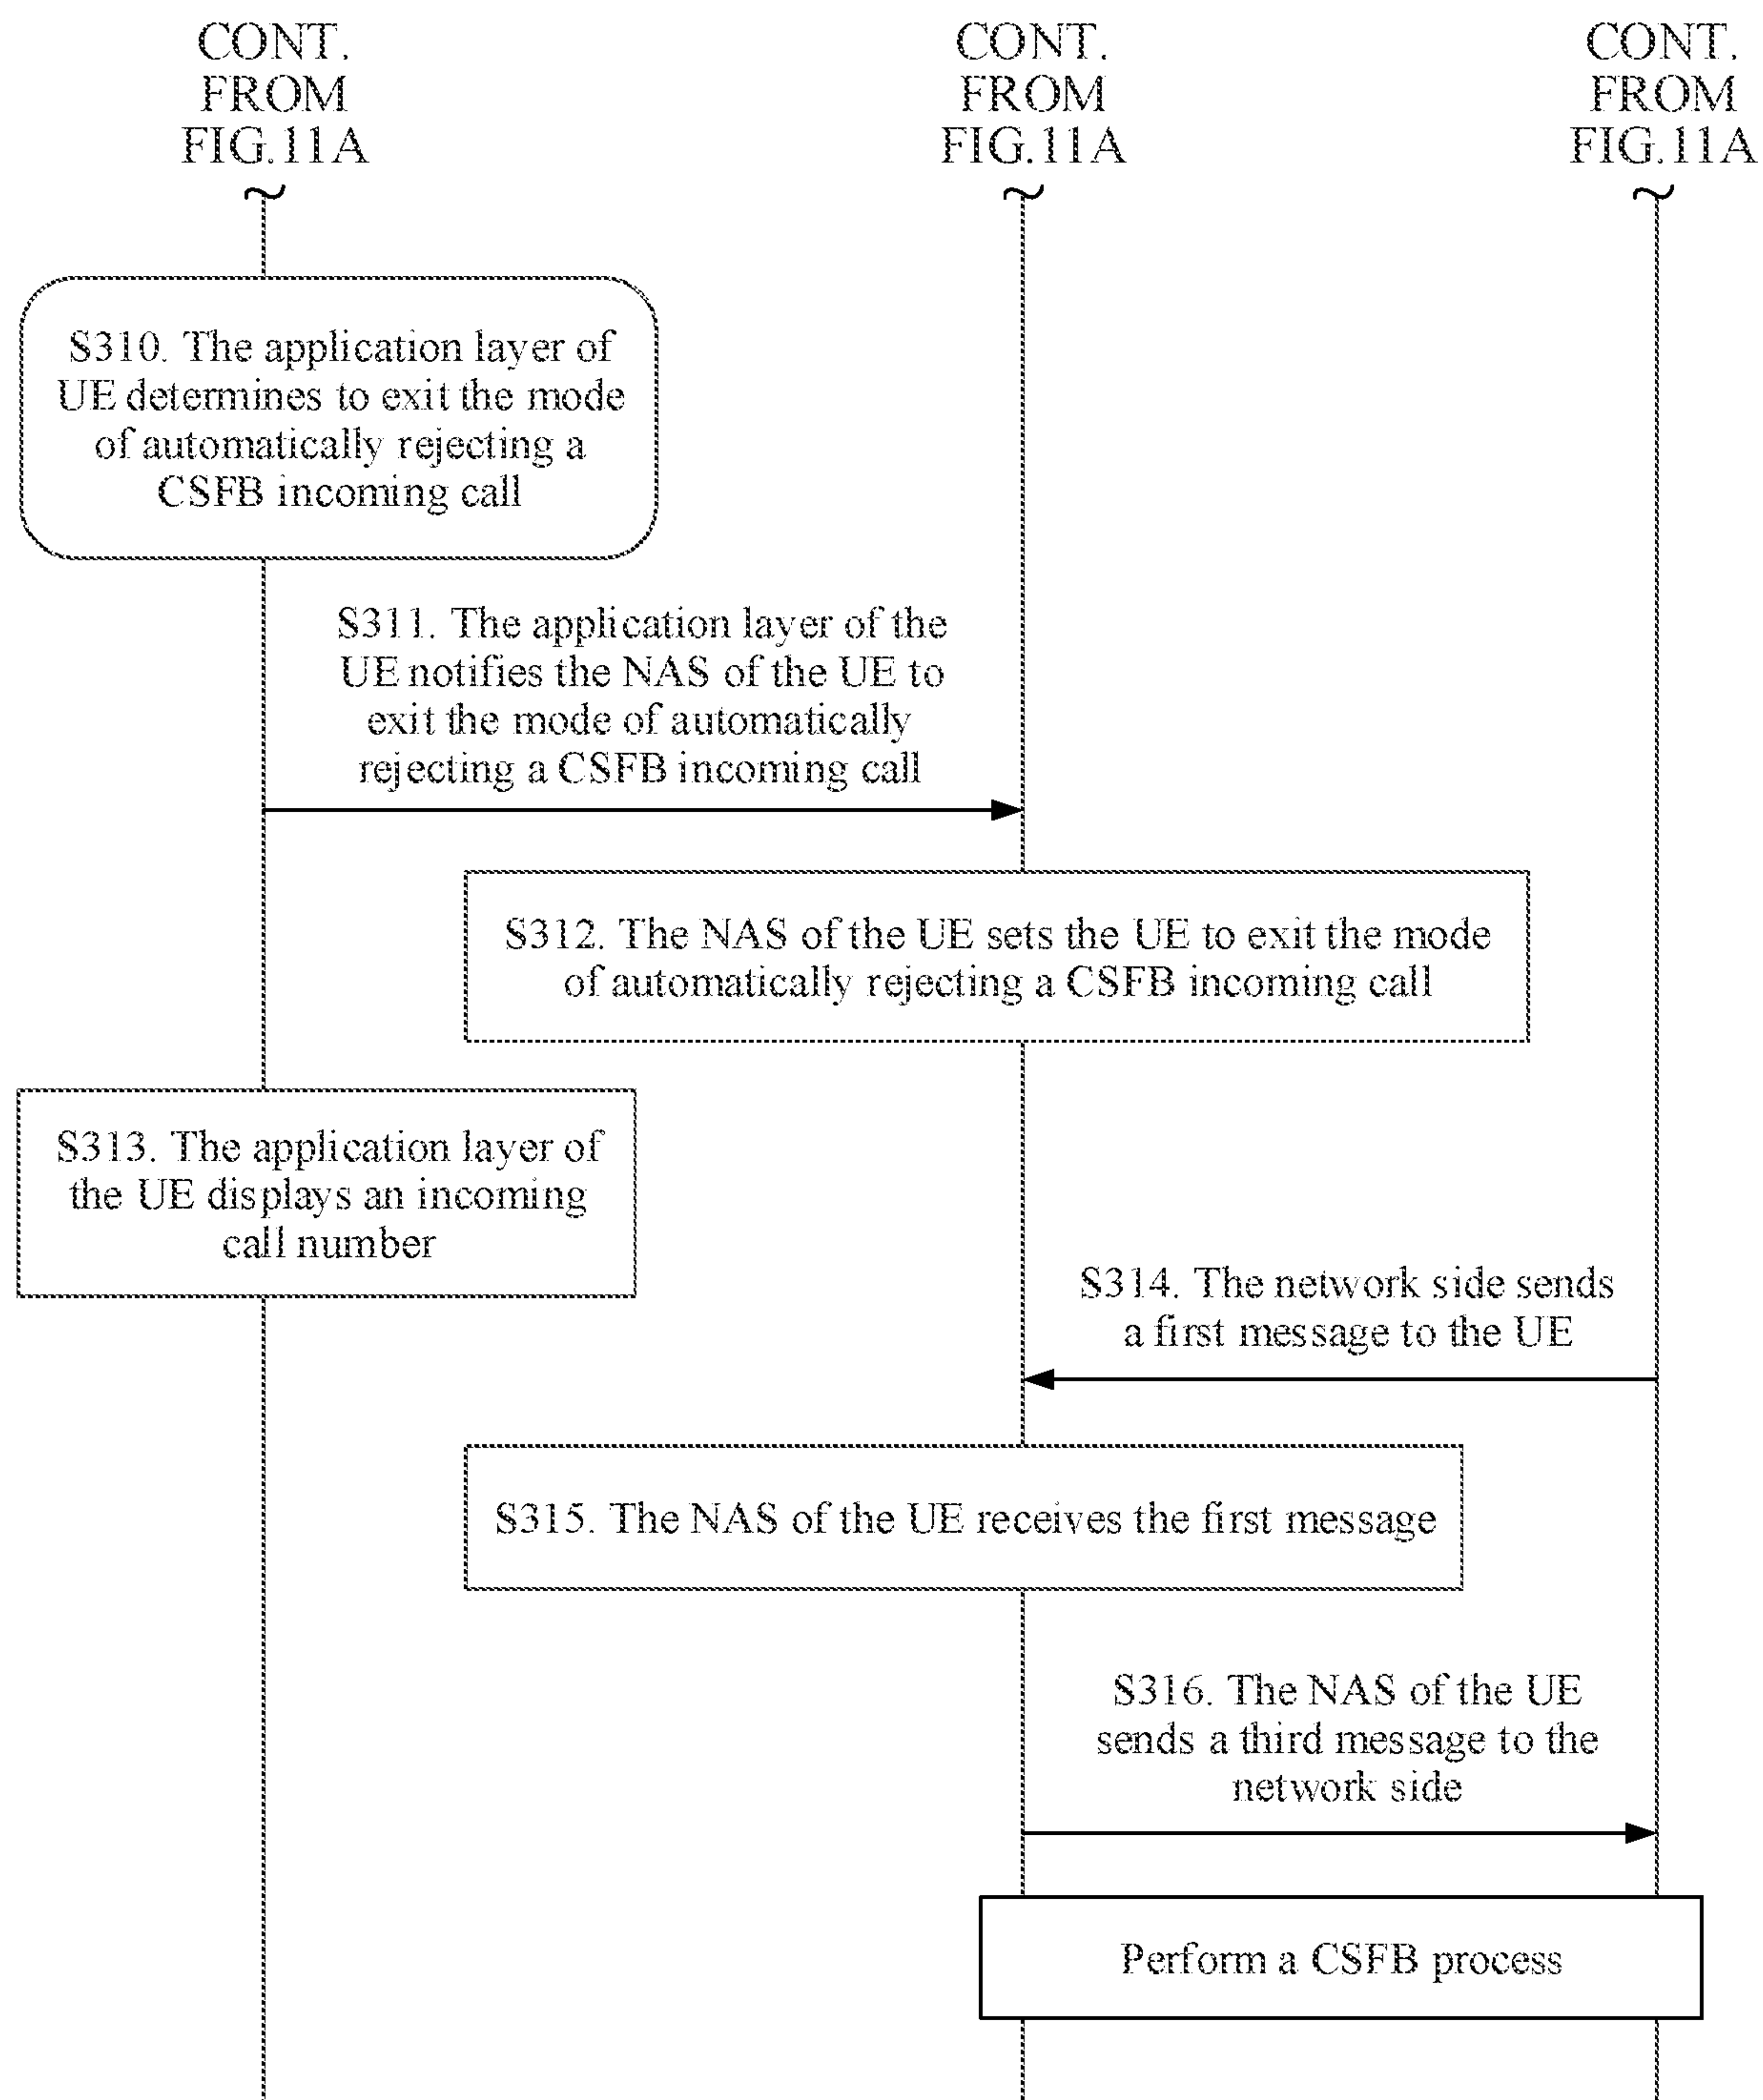 CONT.
FROM
FIG.11A
CONT.
FROM
FIG.11A
CONT.
FROM
FIG.11A
S310. The application layer of
UE determines to exit the mode
of automatically rejecting a
CSFB incoming call
S311. The application layer of the
UE notifies the NAS of the UE to
exit the mode of automatically
rejecting a CSFB incoming call
S312. The NAS of the UE sets the UE to exit the mode
of automatically rejecting a CSFB incoming call
S313. The application layer of
the UE displays an incoming
call number
S314. The network side sends
a first message to the UE
S315. The NAS of the UE receives the first message
S316. The NAS of the UE
sends a third message to the
network side
Perform a CSFB process